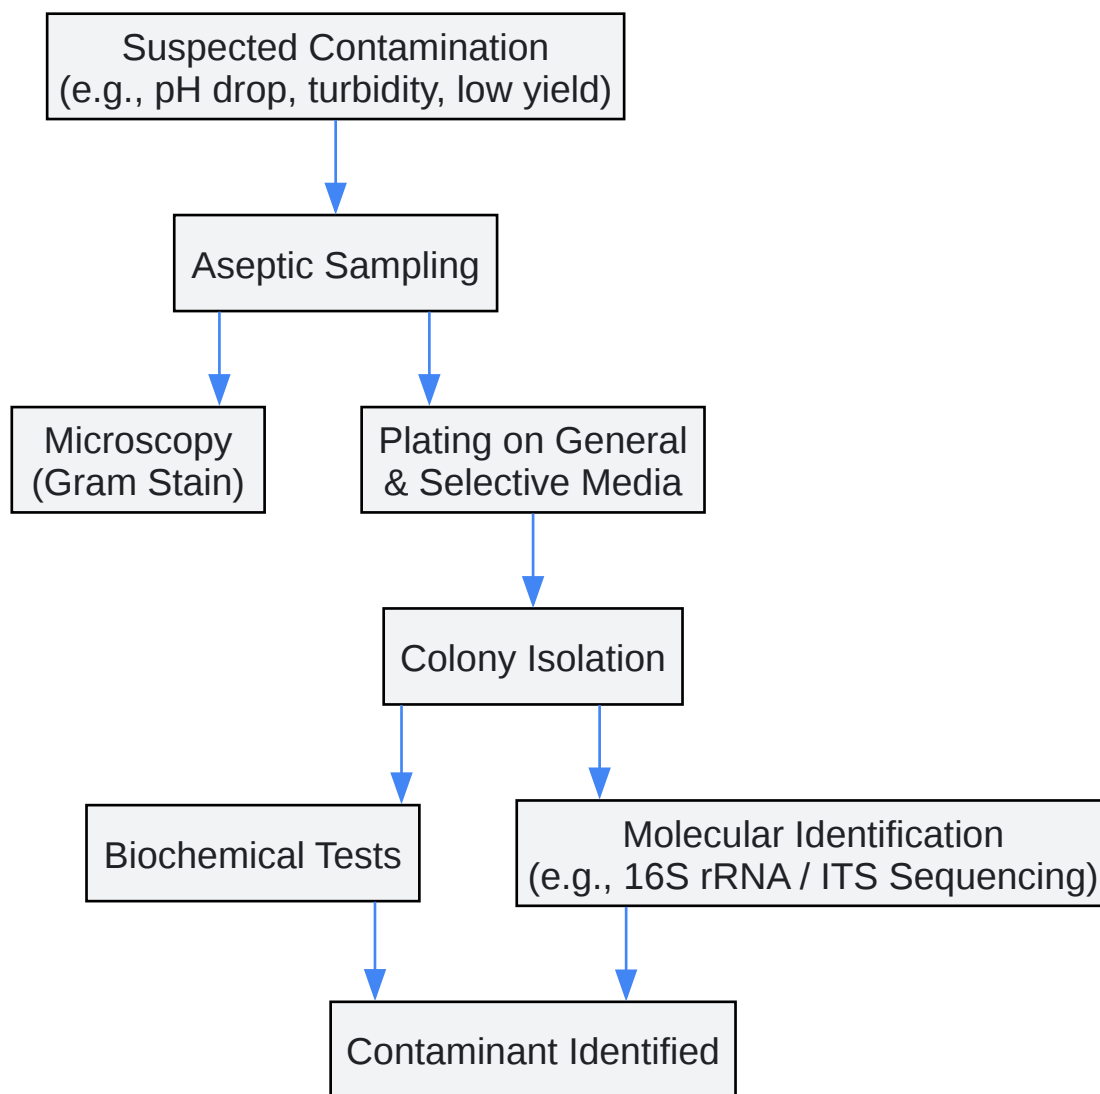 Suspected Contamination
(e.g., pH drop, turbidity, low yield)
Aseptic Sampling
Microscopy
(Gram Stain)
Plating on General
& Selective Media
Colony Isolation
Biochemical Tests
Molecular Identification
(e.g., 16S rRNA / ITS Sequencing)
Contaminant Identified